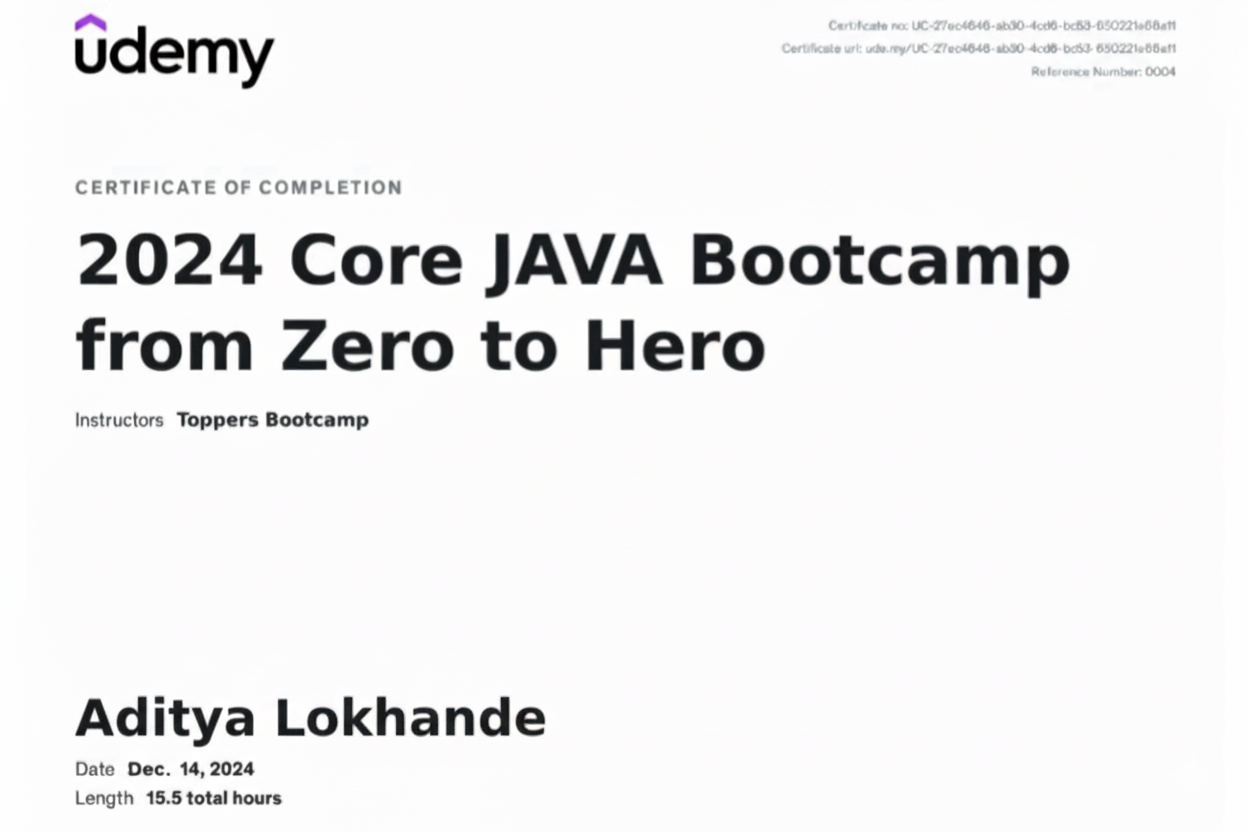 udemy
Certificate no: UC-27ec4646-ab30-4cd6-bc53-650221e66af1
Certificate url: ude.my/UC-27ec4646-ab30-4cd6-bc53-650221e66af1
Reference Number: 0004
CERTIFICATE OF COMPLETION
2024 Core JAVA Bootcamp
from Zero to Hero
Instructors Toppers Bootcamp
Aditya Lokhande
Date Dec. 14, 2024
Length 15.5 total hours